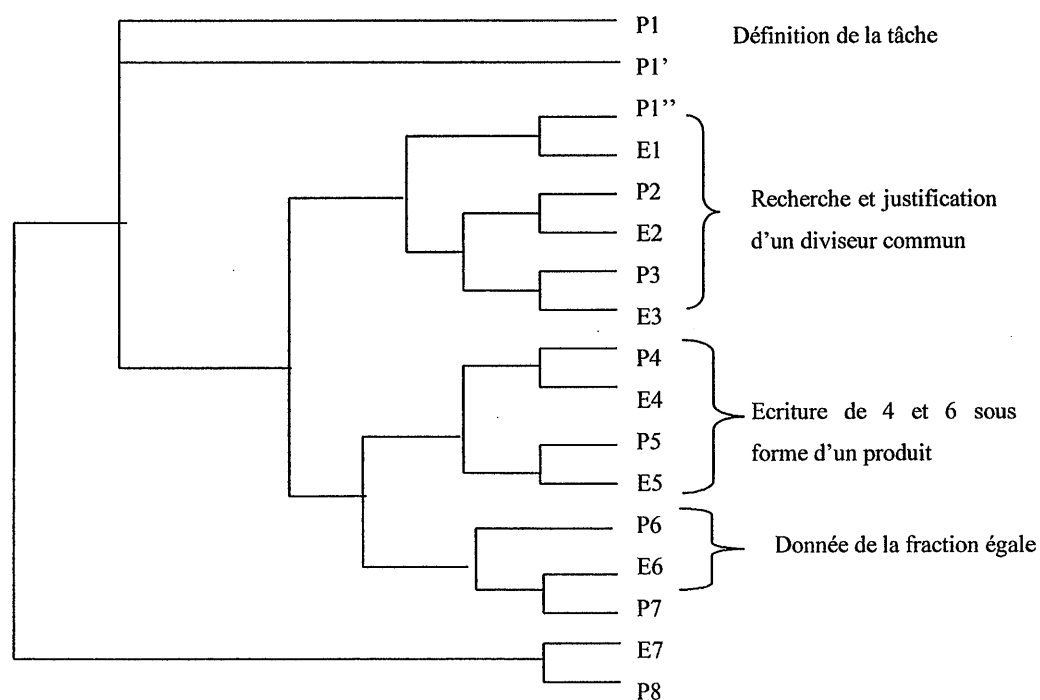 P1
Définition de la tâche
P1'
P1''
E1
P2
Recherche et justification
E2
d'un diviseur commun
P3
E3
P4
E4
Ecriture de 4 et 6 sous
P5
forme d'un produit
E5
P6
Donnée de la fraction égale
E6
P7
E7
P8